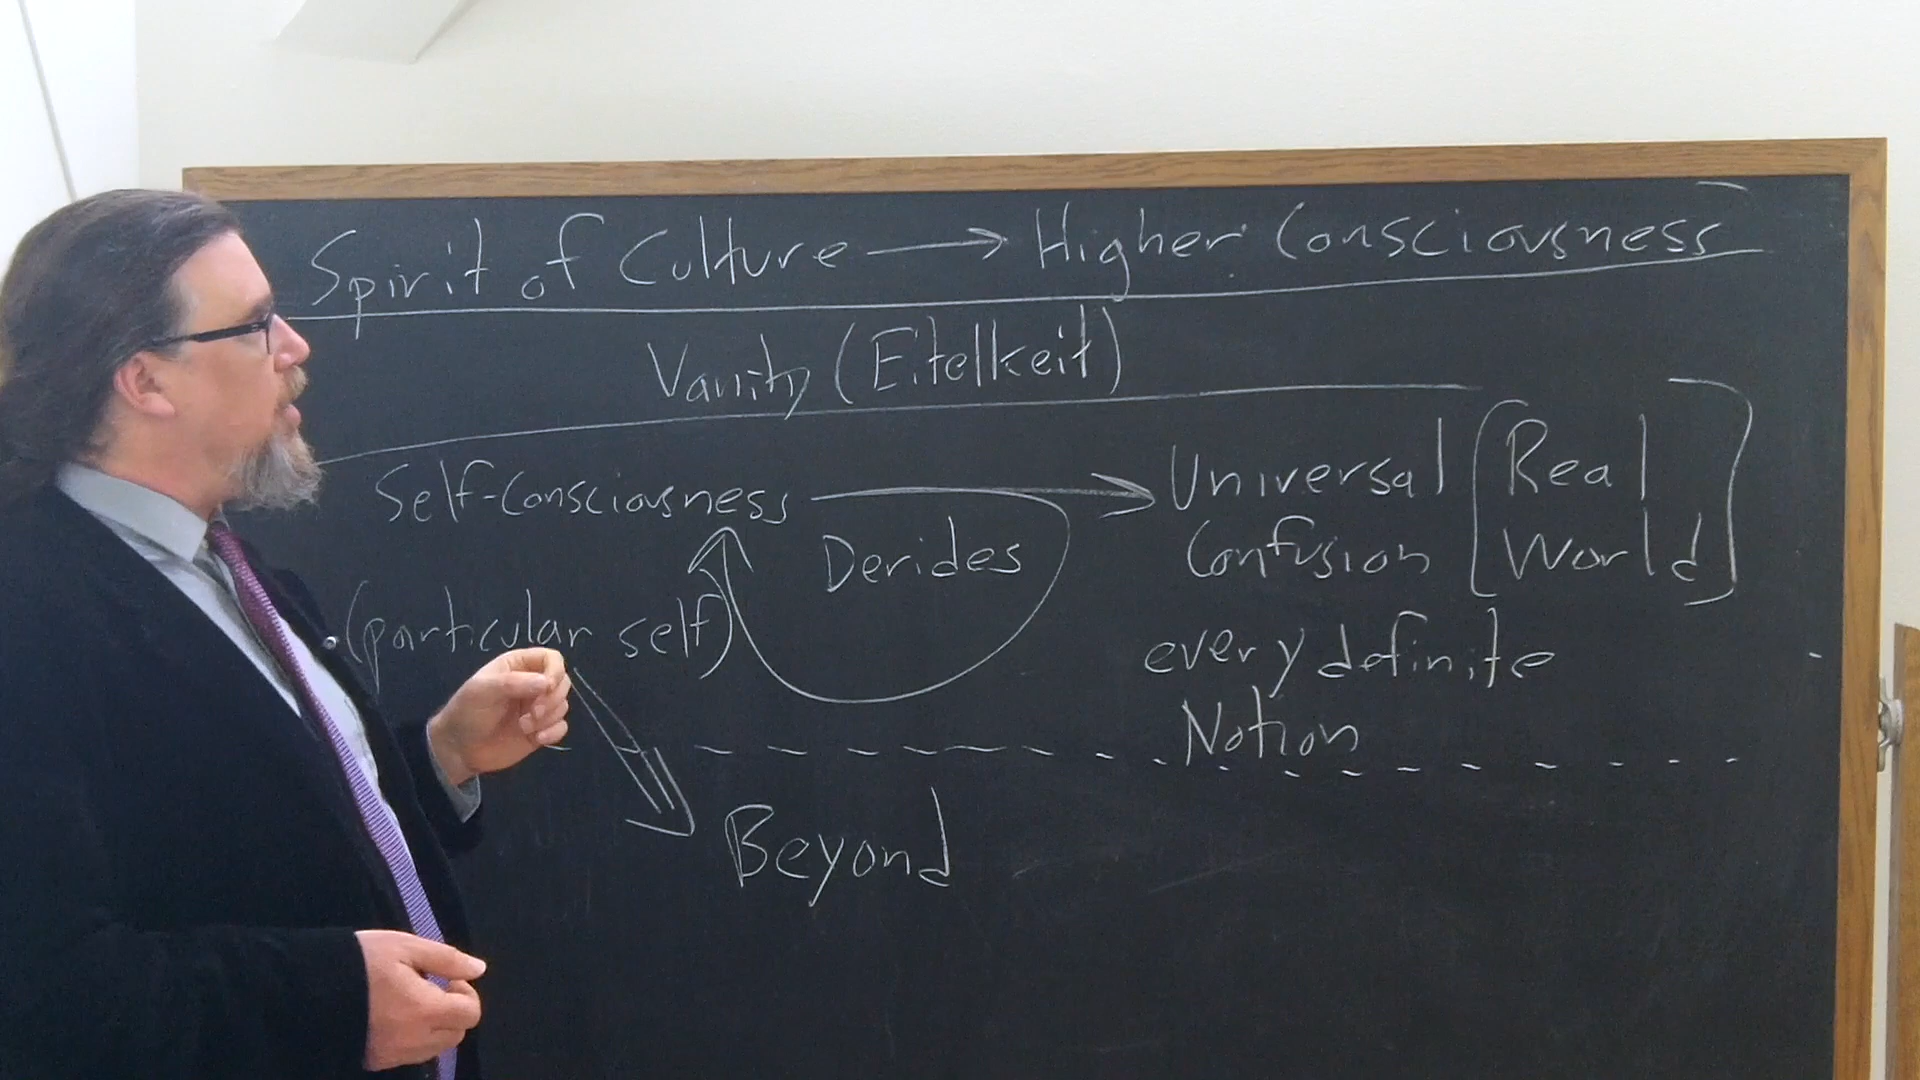 Spirit of Culture → Higher Consciousness
Vanity (Eitelkeit)
Self-Consciousness → Universal [Real
Derides Confusion World]
(particular self) every definite
Notion
Beyond